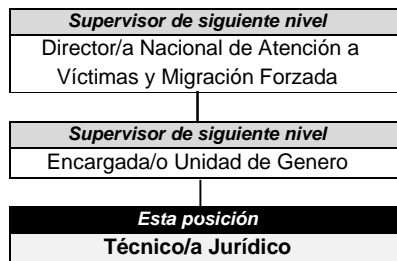 Supervisor de siguiente nivel
Director/a Nacional de Atención a
Víctimas y Migración Forzada
Supervisor de siguiente nivel
Encargada/o Unidad de Genero
Esta posición
Técnico/a Jurídico